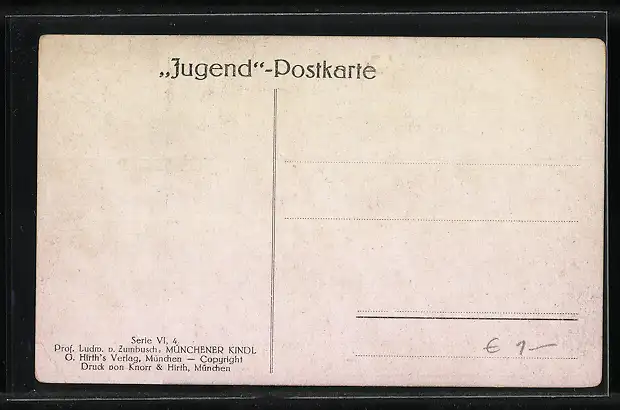 „Jugend“-Postkarte
Serie VI, 4.
Prof. Ludw. v. Zumbusch, MÜNCHENER KINDL
G. Hirth's Verlag, München — Copyright
Druck von Knorr & Hirth, München
€ 1—